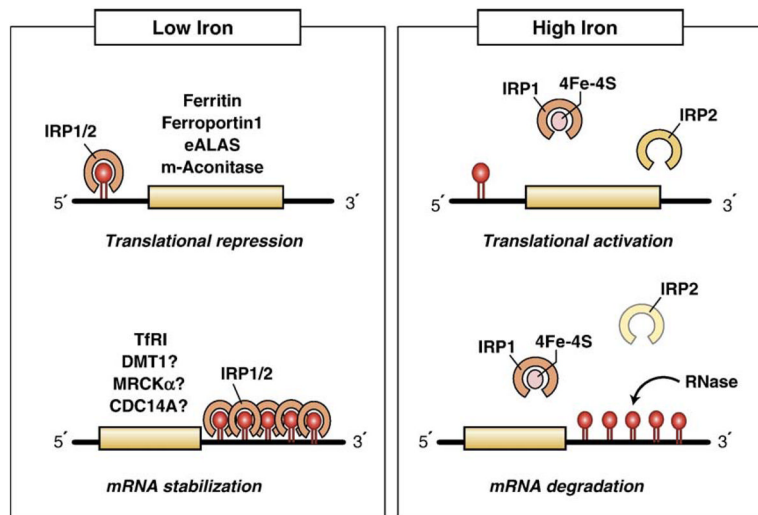 Low Iron
Ferritin
Ferroportin1
eALAS
m-Aconitase
IRP1/2
5´
3´
Translational repression
TfRI
DMT1?
MRCKα?
CDC14A?
IRP1/2
5´
3´
mRNA stabilization
High Iron
4Fe-4S
IRP1
IRP2
5´
3´
Translational activation
IRP2
4Fe-4S
IRP1
RNase
5´
3´
mRNA degradation